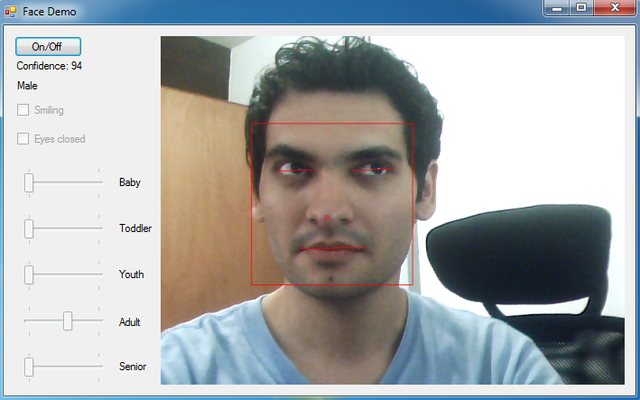 Face Demo
On/Off
Confidence: 94
Male
Smiling
Eyes closed
Baby
Toddler
Youth
Adult
Senior